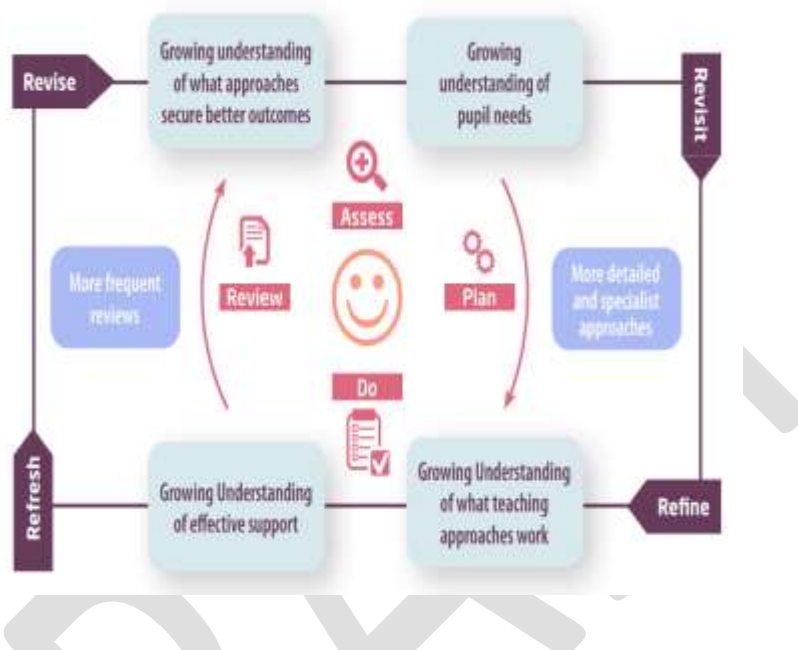 Growing understanding
of what approaches
secure better outcomes
Growing
understanding of
pupil needs
Revise
Revisit
Assess
More frequent
reviews
Review
Plan
More detailed
and specialist
approaches
Do
Refresh
Growing Understanding
of effective support
Growing Understanding
of what teaching
approaches work
Refine